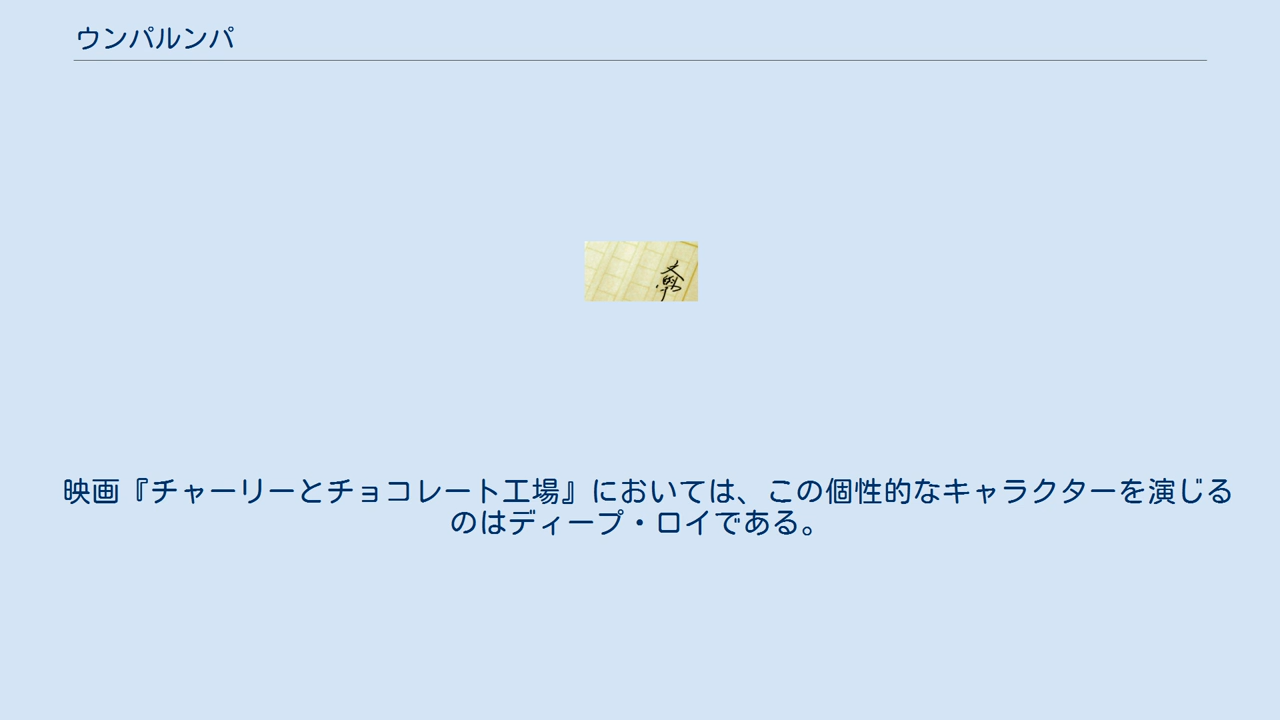 ウンパルンパ
映画『チャーリーとチョコレート工場』においては、この個性的なキャラクターを演じる
のはディープ・ロイである。